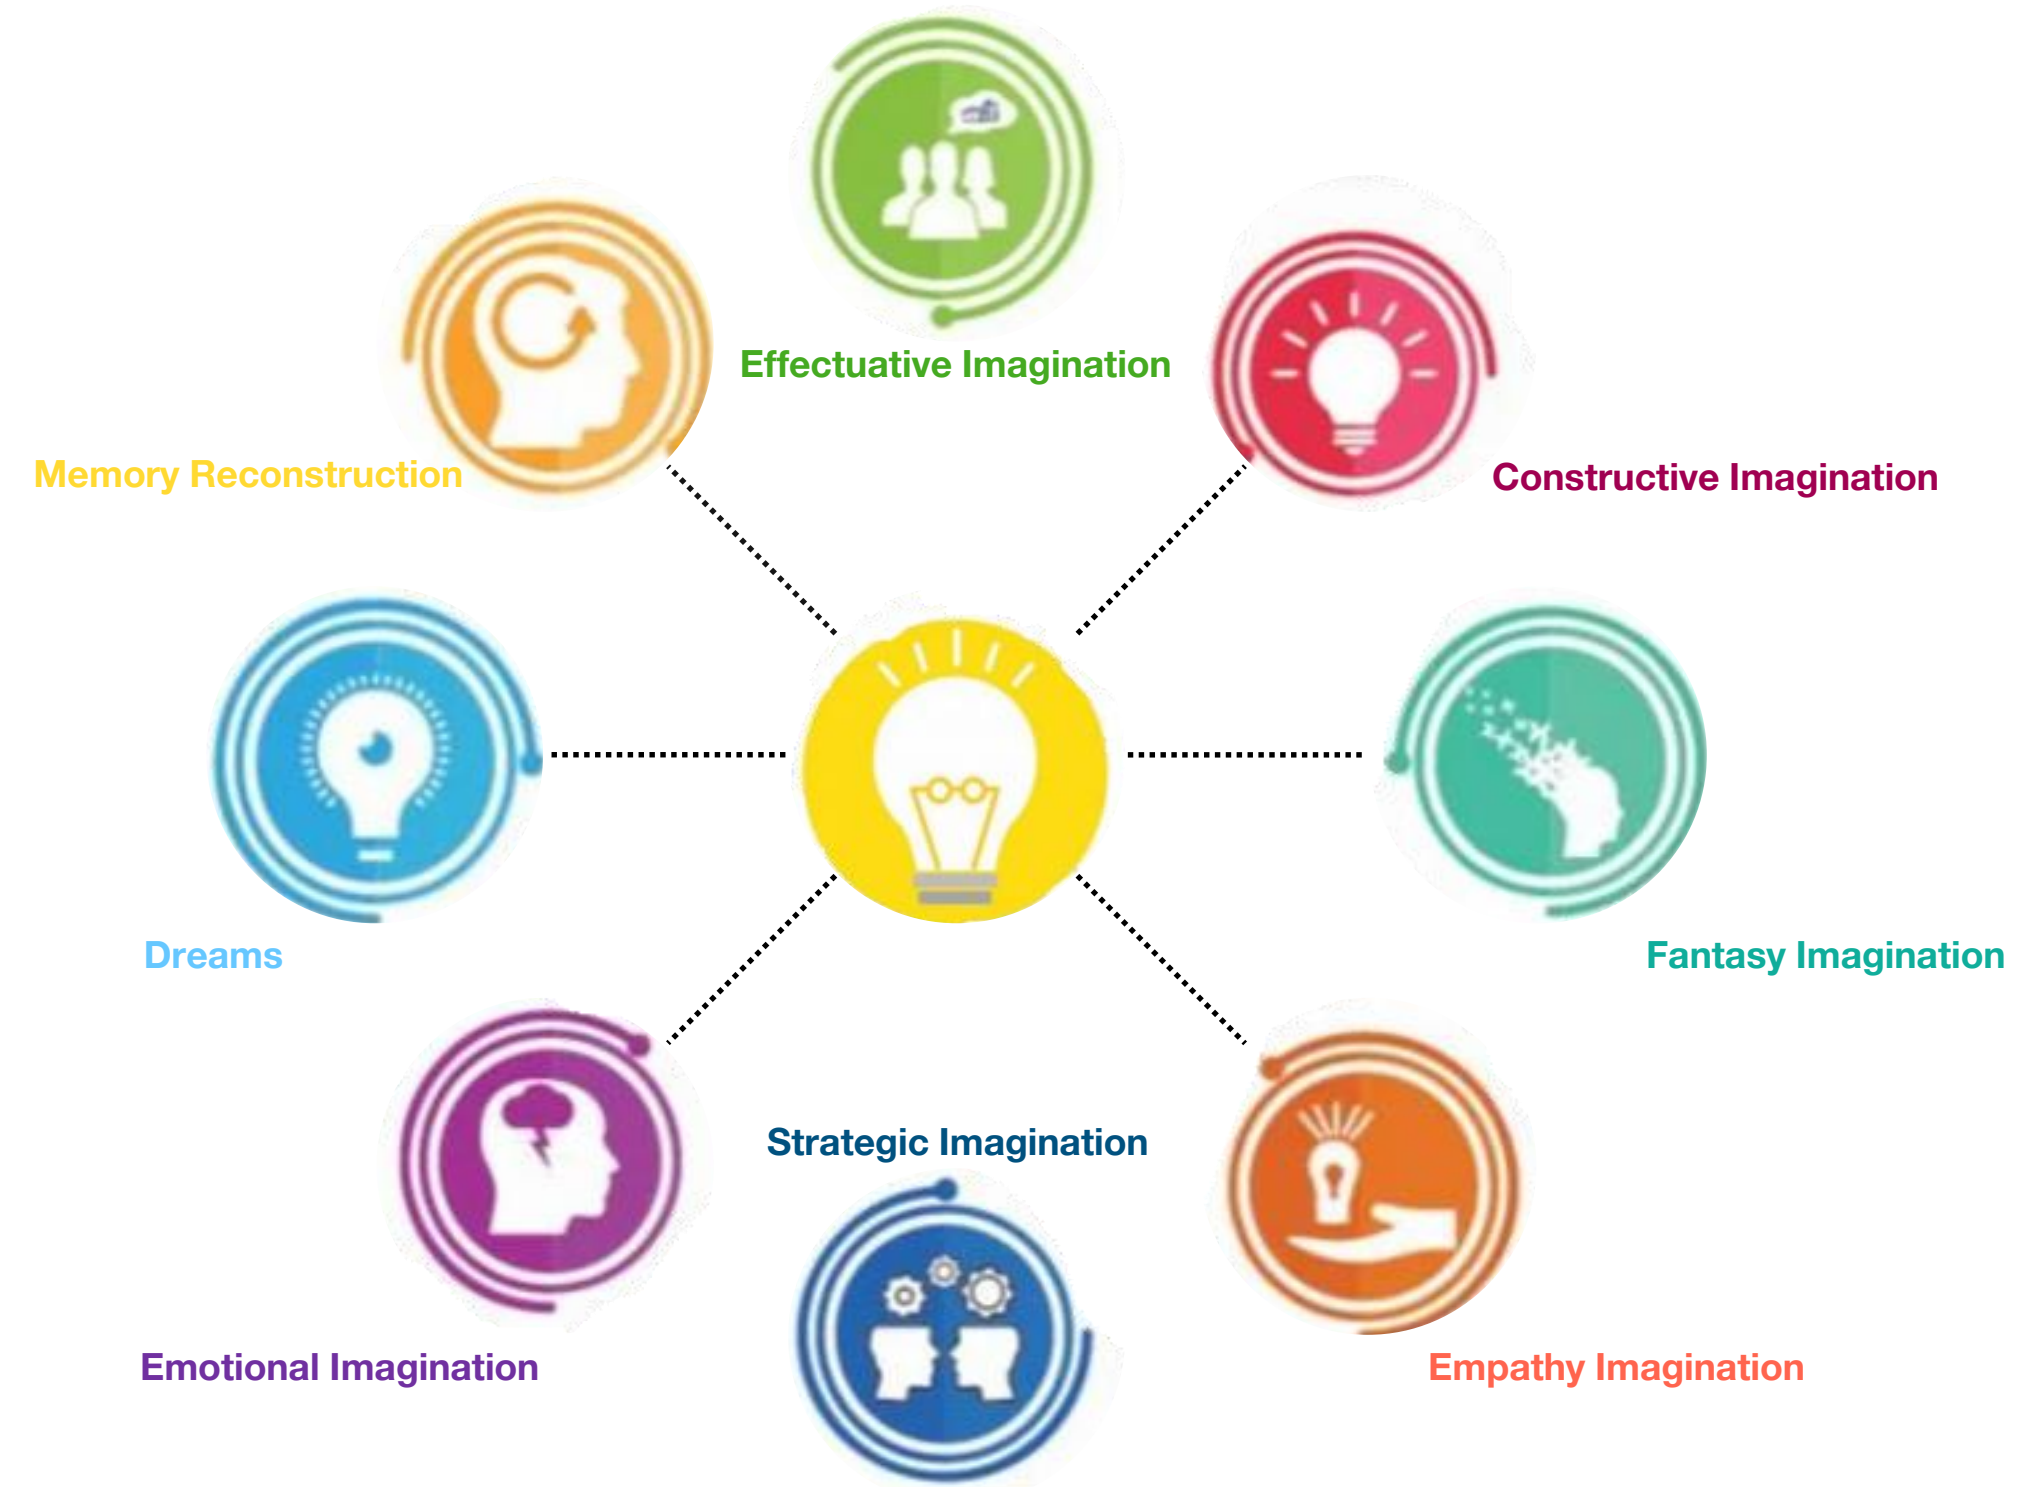 Effectuative Imagination
Memory Reconstruction
Constructive Imagination
Dreams
Fantasy Imagination
Strategic Imagination
Emotional Imagination
Empathy Imagination